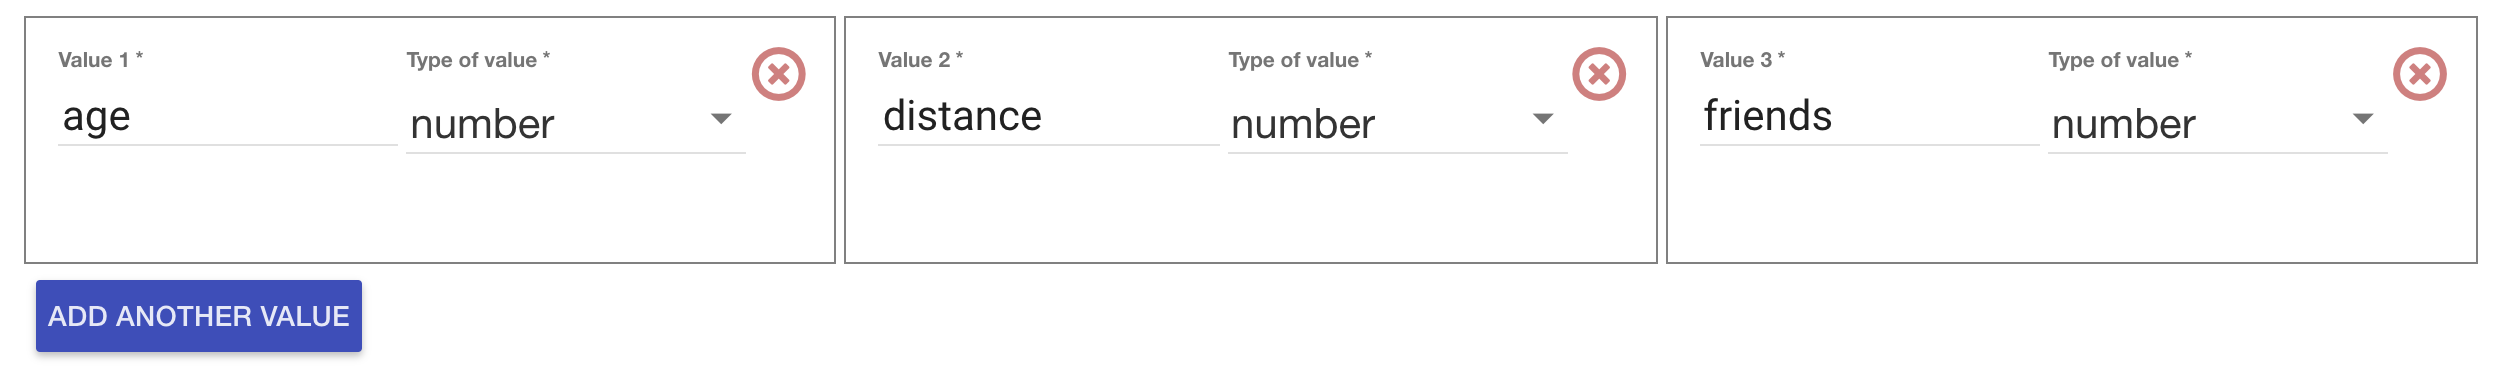 Value 1 *
Type of value *
age
number
Value 2 *
Type of value *
distance
number
Value 3 *
Type of value *
friends
number
ADD ANOTHER VALUE